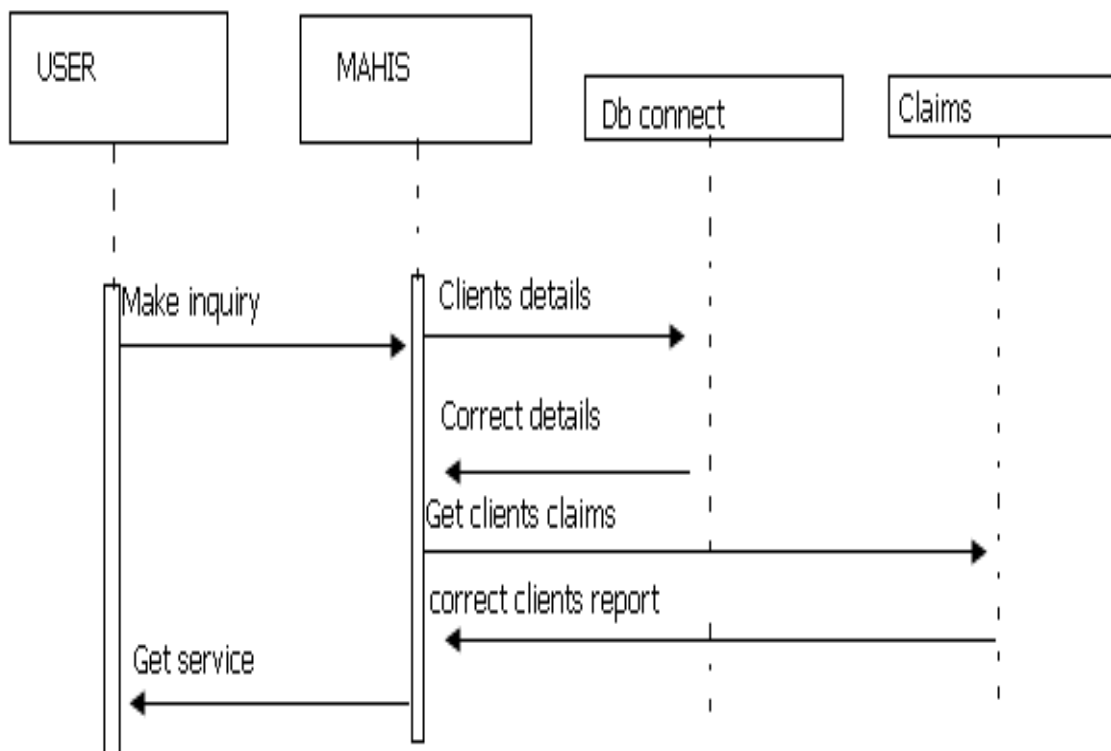 USER
MAHIS
Db connect
Claims
Make inquiry
Clients details
Correct details
Get clients claims
correct clients report
Get service